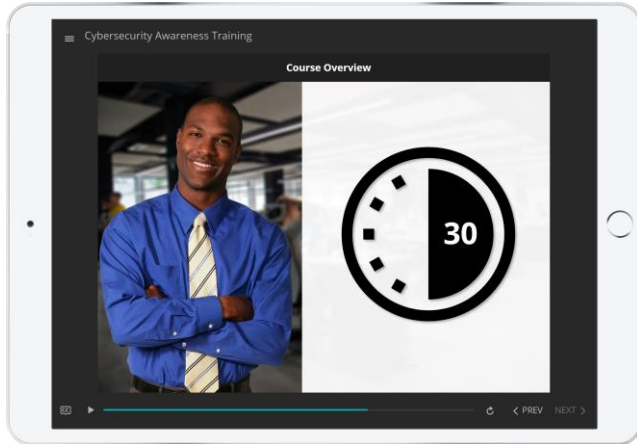 Cybersecurity Awareness Training
Course Overview
30
CC
< PREV NEXT >